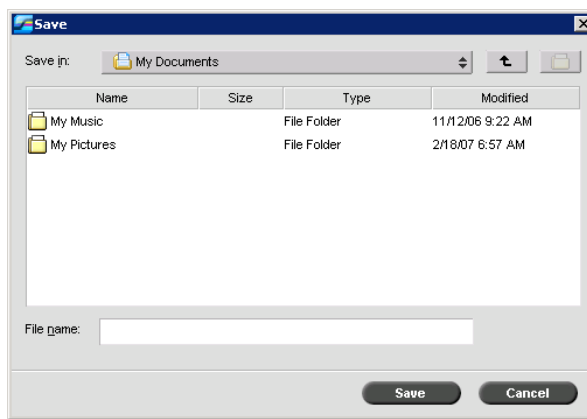 Save
Save in: My Documents
Name Size Type Modified
My Music File Folder 11/12/06 9:22 AM
My Pictures File Folder 2/18/07 6:57 AM
File name:
Save Cancel